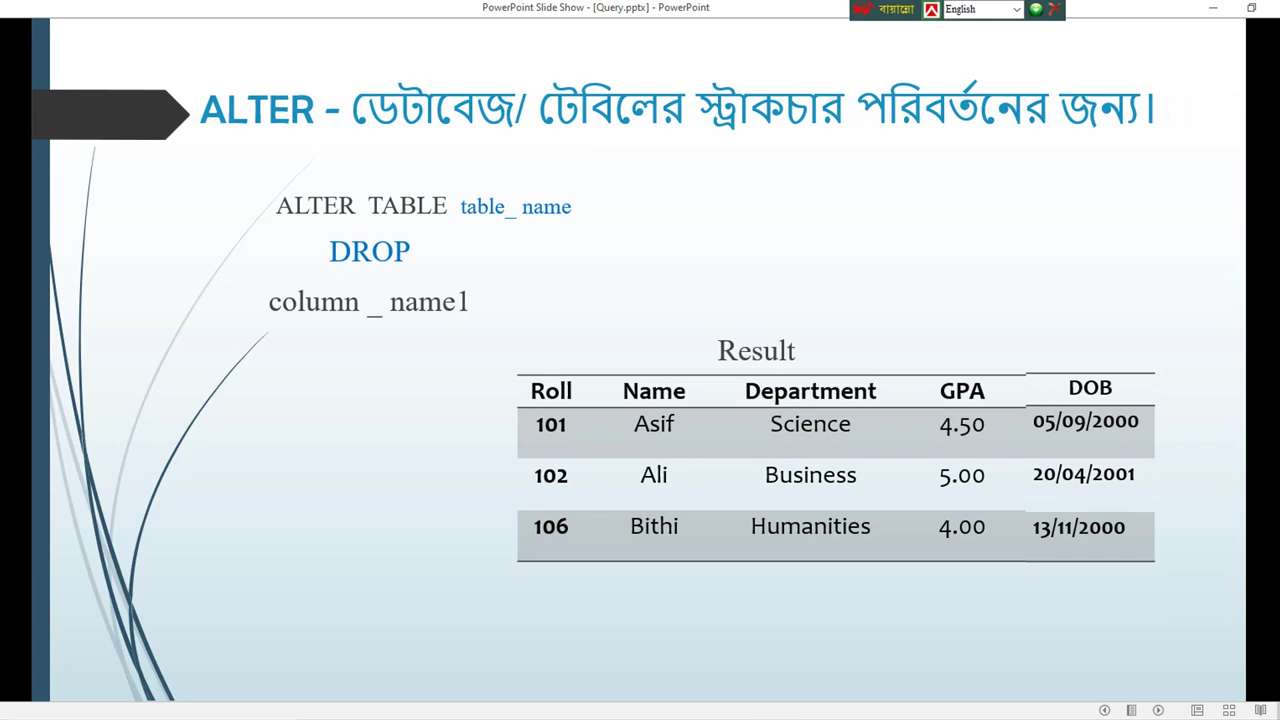 PowerPoint Slide Show - [Query.pptx] - PowerPoint
বায়ান্নো English
ALTER - ডেটাবেজ/ টেবিলের স্ট্রাকচার পরিবর্তনের জন্য।
ALTER TABLE table_ name
DROP
column _ name1
Result
Roll Name Department GPA DOB
101 Asif Science 4.50 05/09/2000
102 Ali Business 5.00 20/04/2001
106 Bithi Humanities 4.00 13/11/2000